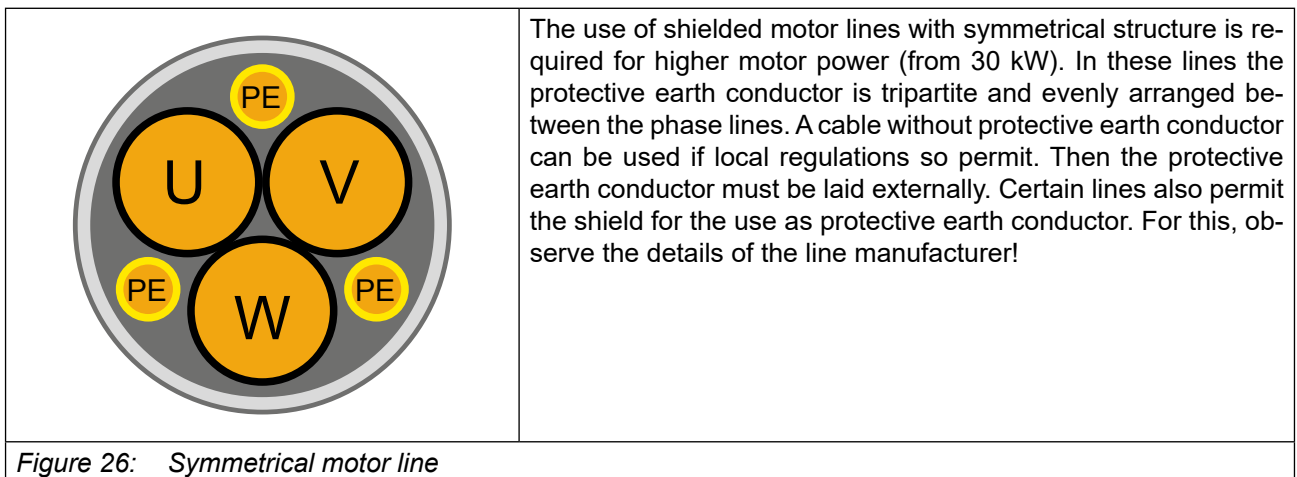 PE
U V
PE PE
W
The use of shielded motor lines with symmetrical structure is re-
quired for higher motor power (from 30 kW). In these lines the
protective earth conductor is tripartite and evenly arranged be-
tween the phase lines. A cable without protective earth conductor
can be used if local regulations so permit. Then the protective
earth conductor must be laid externally. Certain lines also permit
the shield for the use as protective earth conductor. For this, ob-
serve the details of the line manufacturer!
Figure 26: Symmetrical motor line